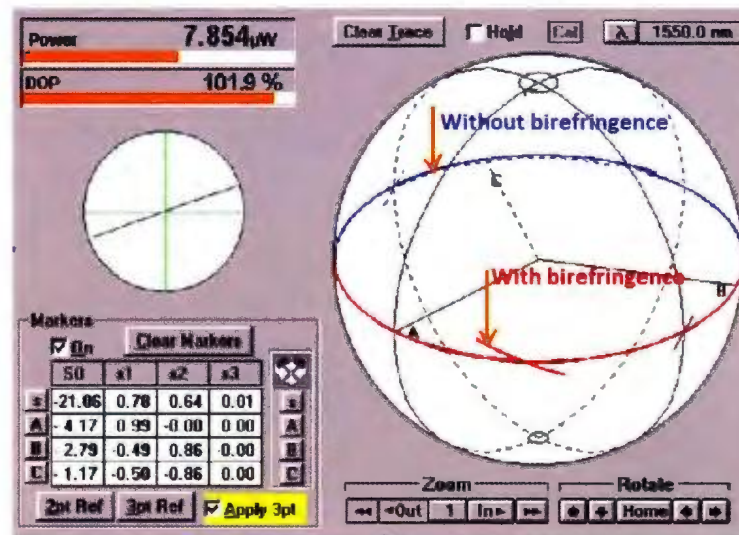 Power 7.854µW
DOP 101.9 %
Clear Trace Hold Cal λ 1550.0 nm
Without birefringence
C
With birefringence
B
A
Markers
On Clear Markers
S0 s1 s2 s3
s -21.06 0.78 0.64 0.01 s
A - 4.17 0.99 -0.00 0.00 A
B - 2.79 -0.49 0.86 -0.00 B
C - 1.17 -0.50 -0.86 0.00 C
2pt Ref 3pt Ref Apply 3pt
Zoom Rotate
Out 1 In Home